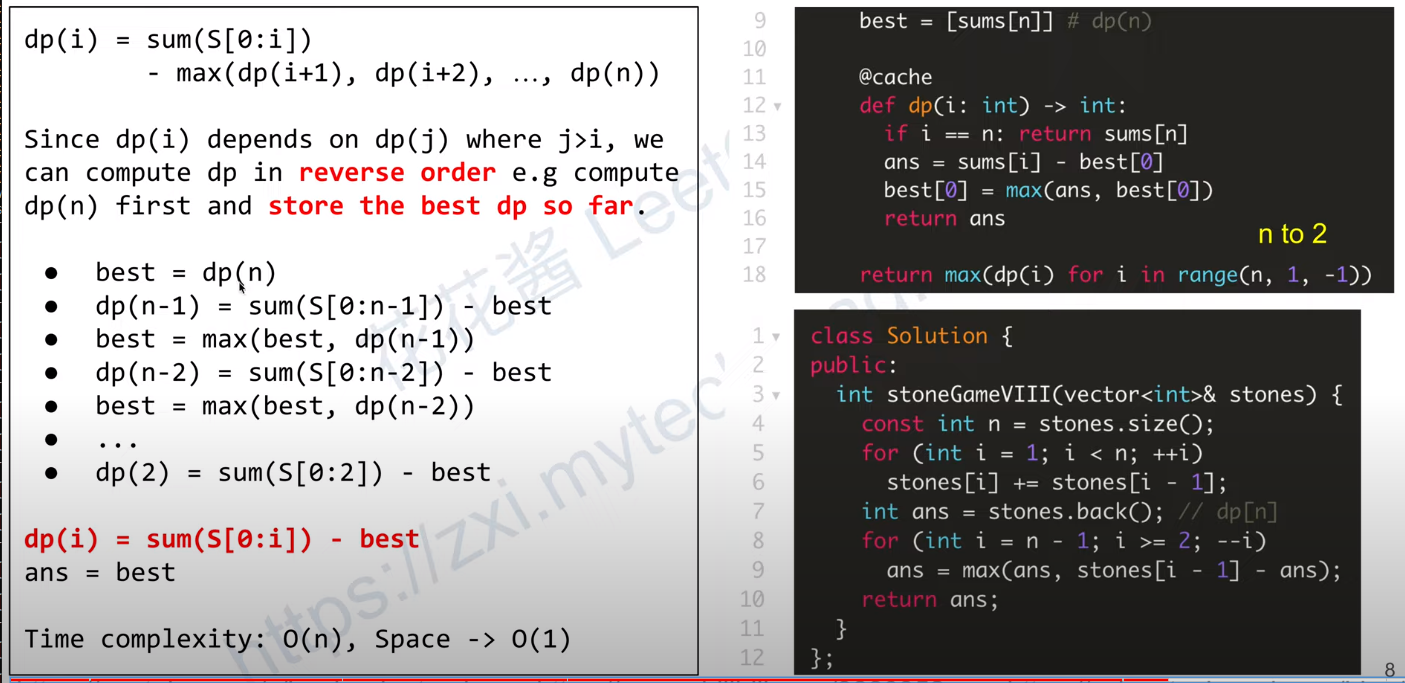 dp(i) = sum(S[0:i])
- max(dp(i+1), dp(i+2), …, dp(n))
Since dp(i) depends on dp(j) where j>i, we
can compute dp in reverse order e.g compute
dp(n) first and store the best dp so far.
● best = dp(n)
● dp(n-1) = sum(S[0:n-1]) - best
● best = max(best, dp(n-1))
● dp(n-2) = sum(S[0:n-2]) - best
● best = max(best, dp(n-2))
● ...
● dp(2) = sum(S[0:2]) - best
dp(i) = sum(S[0:i]) - best
ans = best
Time complexity: O(n), Space -> O(1)
9 best = [sums[n]] # dp(n)
10
11 @cache
12 def dp(i: int) -> int:
13 if i == n: return sums[n]
14 ans = sums[i] - best[0]
15 best[0] = max(ans, best[0])
16 return ans
n to 2
17
18 return max(dp(i) for i in range(n, 1, -1))
1 class Solution {
2 public:
3 int stoneGameVIII(vector<int>& stones) {
4 const int n = stones.size();
5 for (int i = 1; i < n; ++i)
6 stones[i] += stones[i - 1];
7 int ans = stones.back(); // dp[n]
8 for (int i = n - 1; i >= 2; --i)
9 ans = max(ans, stones[i - 1] - ans);
10 return ans;
11 }
12 };
8
花花酱
https://zxi.mytec